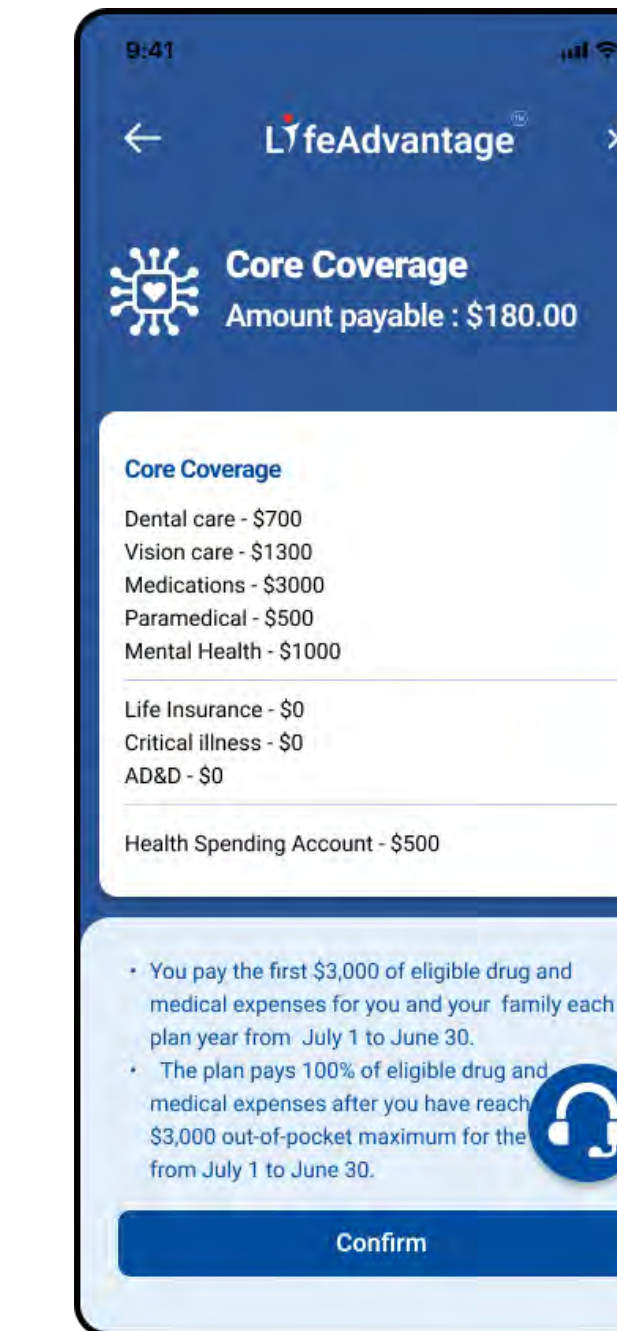 9:41
LifeAdvantage TM
Core Coverage
Amount payable : $180.00
Core Coverage
Dental care - $700
Vision care - $1300
Medications - $3000
Paramedical - $500
Mental Health - $1000
Life Insurance - $0
Critical illness - $0
AD&D - $0
Health Spending Account - $500
• You pay the first $3,000 of eligible drug and
medical expenses for you and your family each
plan year from July 1 to June 30.
• The plan pays 100% of eligible drug and
medical expenses after you have reach
$3,000 out-of-pocket maximum for the
from July 1 to June 30.
Confirm